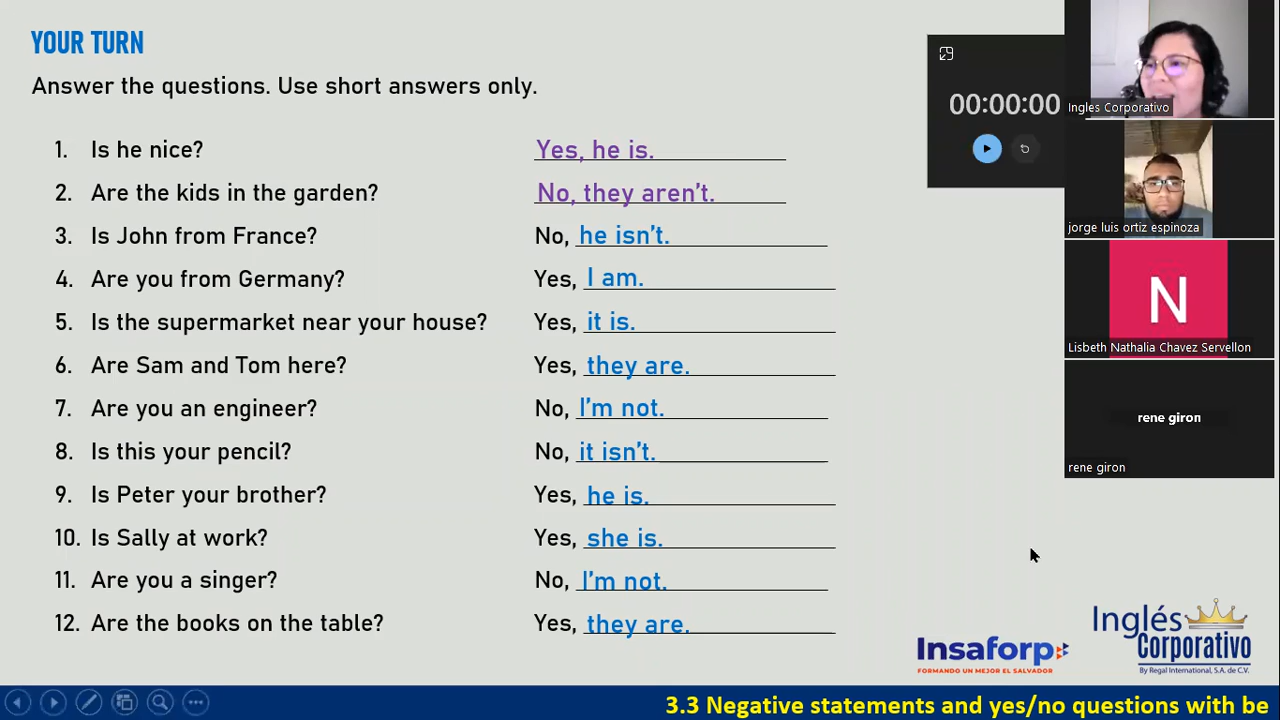 YOUR TURN
Answer the questions. Use short answers only.
1. Is he nice? Yes, he is.
2. Are the kids in the garden? No, they aren't.
3. Is John from France? No, he isn't.
4. Are you from Germany? Yes, I am.
5. Is the supermarket near your house? Yes, it is.
6. Are Sam and Tom here? Yes, they are.
7. Are you an engineer? No, I'm not.
8. Is this your pencil? No, it isn't.
9. Is Peter your brother? Yes, he is.
10. Is Sally at work? Yes, she is.
11. Are you a singer? No, I'm not.
12. Are the books on the table? Yes, they are.
00:00:00
Ingles Corporativo
jorge luis ortiz espinoza
N
Lisbeth Nathalia Chavez Servellon
rene giron
rene giron
Insaforp
FORMANDO UN MEJOR EL SALVADOR
Inglés
Corporativo
By Regal International, S.A. de C.V.
3.3 Negative statements and yes/no questions with be